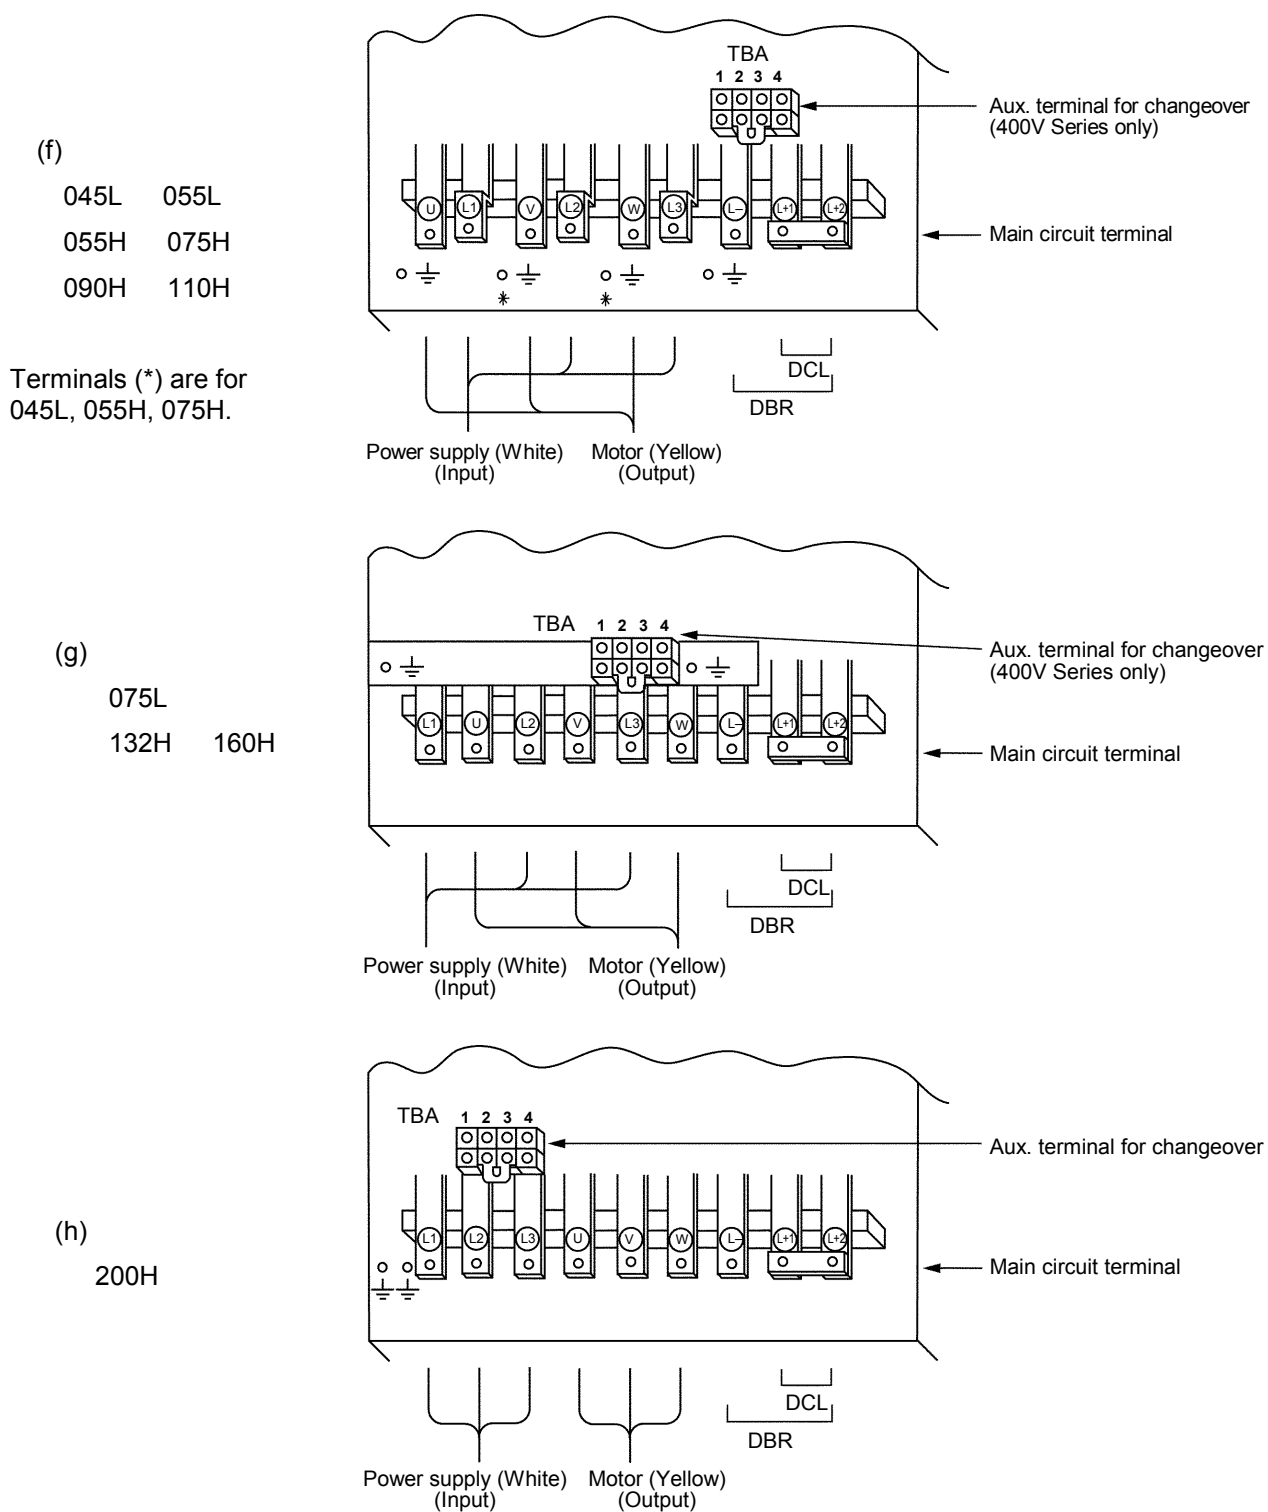 (f)
045L 055L
055H 075H
090H 110H
Terminals (*) are for
045L, 055H, 075H.
TBA
1 2 3 4
Aux. terminal for changeover
(400V Series only)
U L1 V L2 W L3 L– L+1 L+2
Main circuit terminal
* *
DCL
DBR
Power supply (White)
(Input)
Motor (Yellow)
(Output)
(g)
075L
132H 160H
TBA 1 2 3 4
Aux. terminal for changeover
(400V Series only)
L1 U L2 V L3 W L– L+1 L+2
Main circuit terminal
DCL
DBR
Power supply (White)
(Input)
Motor (Yellow)
(Output)
(h)
200H
TBA 1 2 3 4
Aux. terminal for changeover
L1 L2 L3 U V W L– L+1 L+2
Main circuit terminal
DCL
DBR
Power supply (White)
(Input)
Motor (Yellow)
(Output)